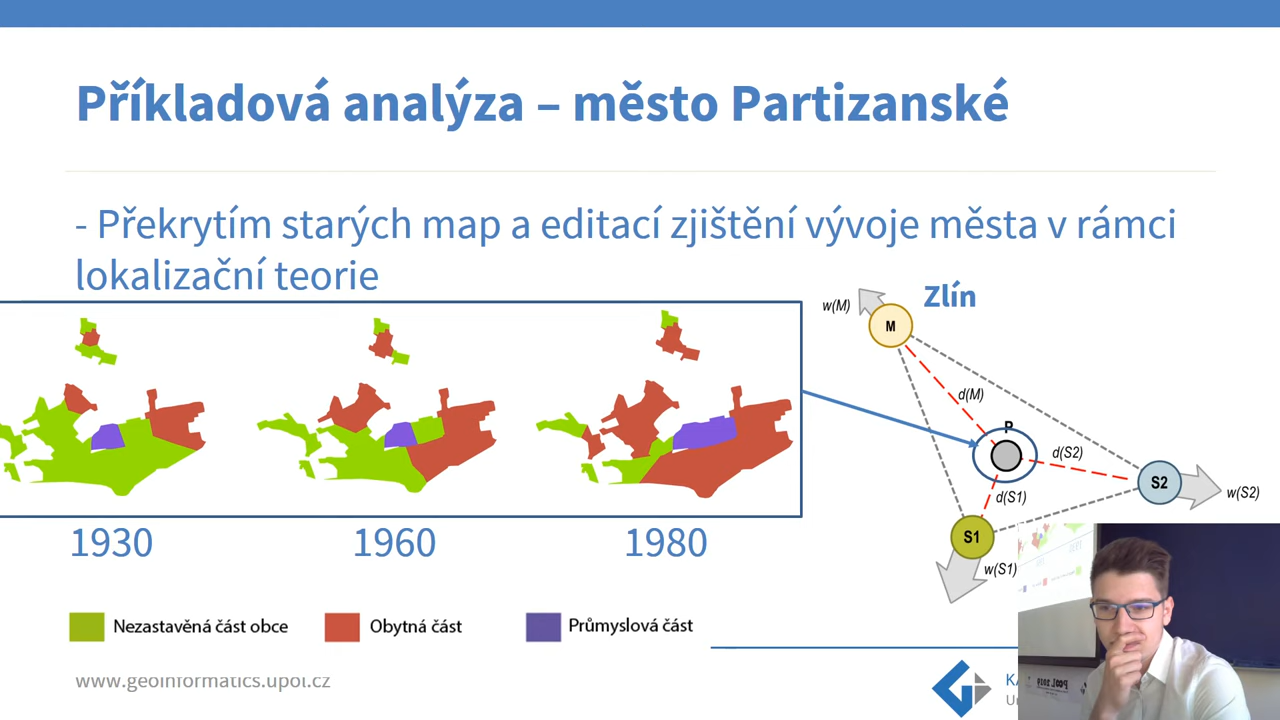 Příkladová analýza – město Partizanské
- Překrytím starých map a editací zjištění vývoje města v rámci
lokalizační teorie
Zlín
w(M)
M
d(M)
P
d(S2)
S2
w(S2)
d(S1)
S1
w(S1)
1930 1960 1980
Nezastavěná část obce Obytná část Průmyslová část
www.geoinformatics.upol.cz